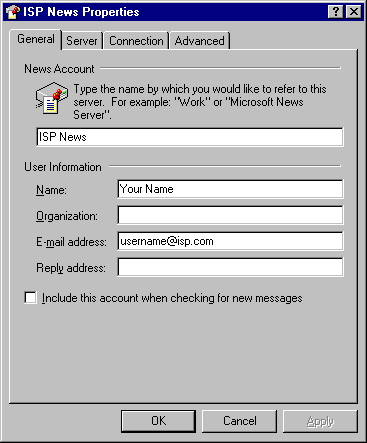 ISP News Properties
General Server Connection Advanced
News Account
Type the name by which you would like to refer to this
server. For example: "Work" or "Microsoft News
Server".
ISP News
User Information
Name: Your Name
Organization:
E-mail address: username@isp.com
Reply address:
Include this account when checking for new messages
OK Cancel Apply